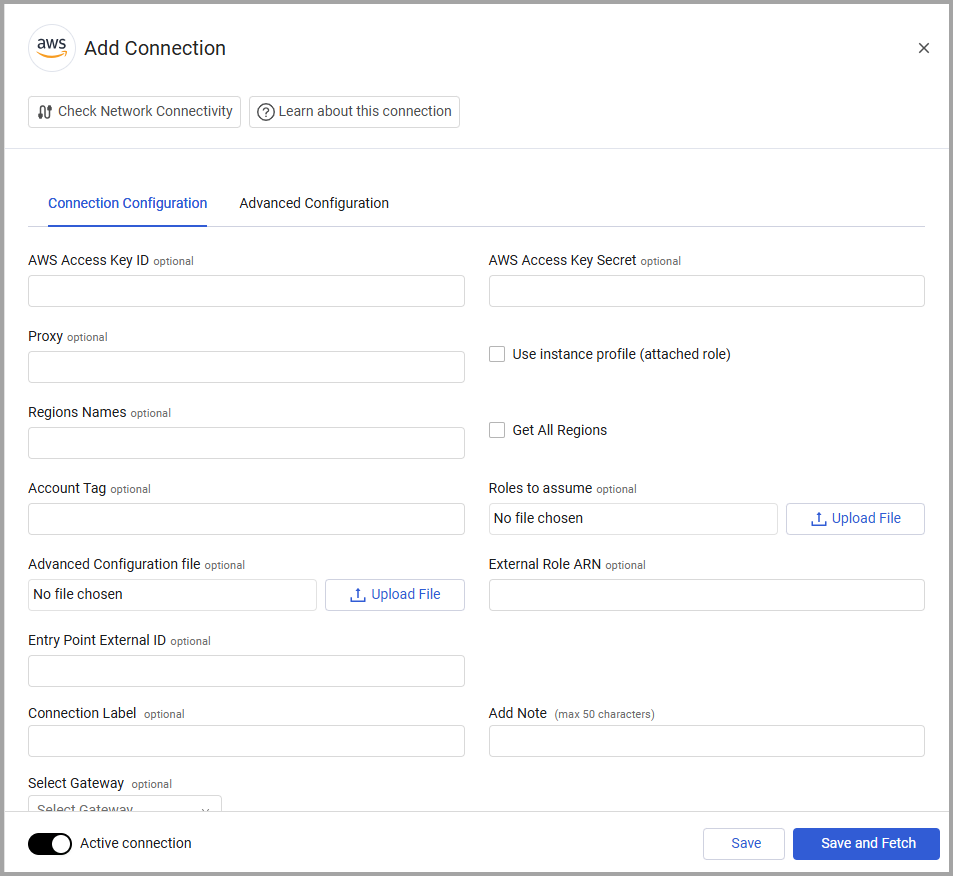 aws Add Connection
Check Network Connectivity Learn about this connection
Connection Configuration Advanced Configuration
AWS Access Key ID optional AWS Access Key Secret optional
Proxy optional
Use instance profile (attached role)
Regions Names optional
Get All Regions
Account Tag optional Roles to assume optional
No file chosen Upload File
Advanced Configuration file optional External Role ARN optional
No file chosen Upload File
Entry Point External ID optional
Connection Label optional Add Note (max 50 characters)
Select Gateway optional
Select Gateway
Active connection Save Save and Fetch